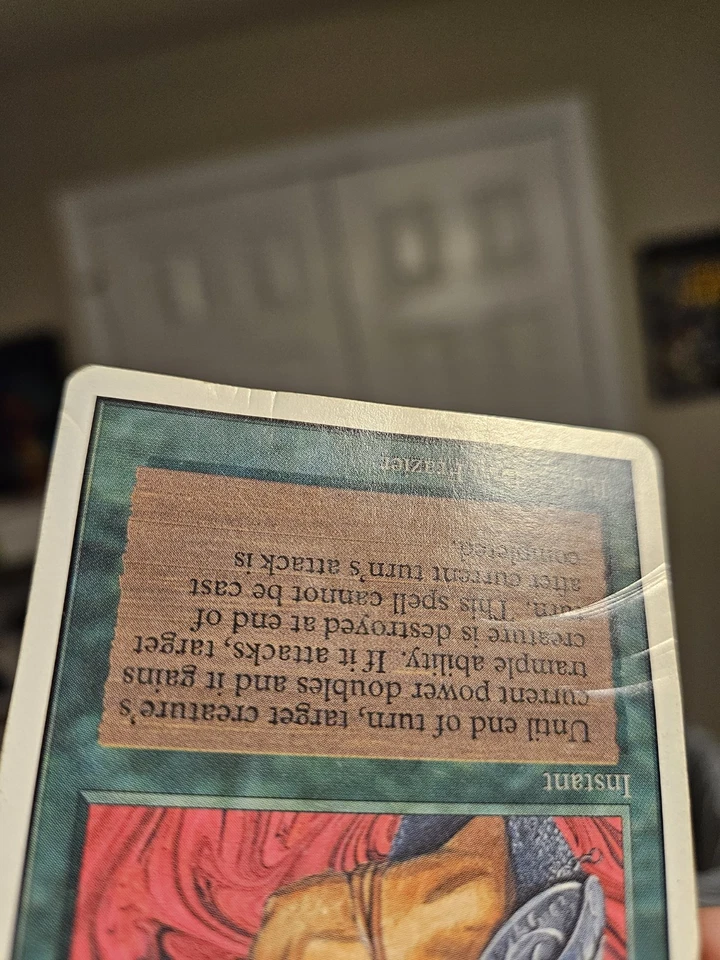 Instant
Until end of turn, target creature's
current power doubles and it gains
trample ability. If it attacks, target
creature is destroyed at end of
turn. This spell cannot be cast
after current turn's attack is
completed.
Frazier